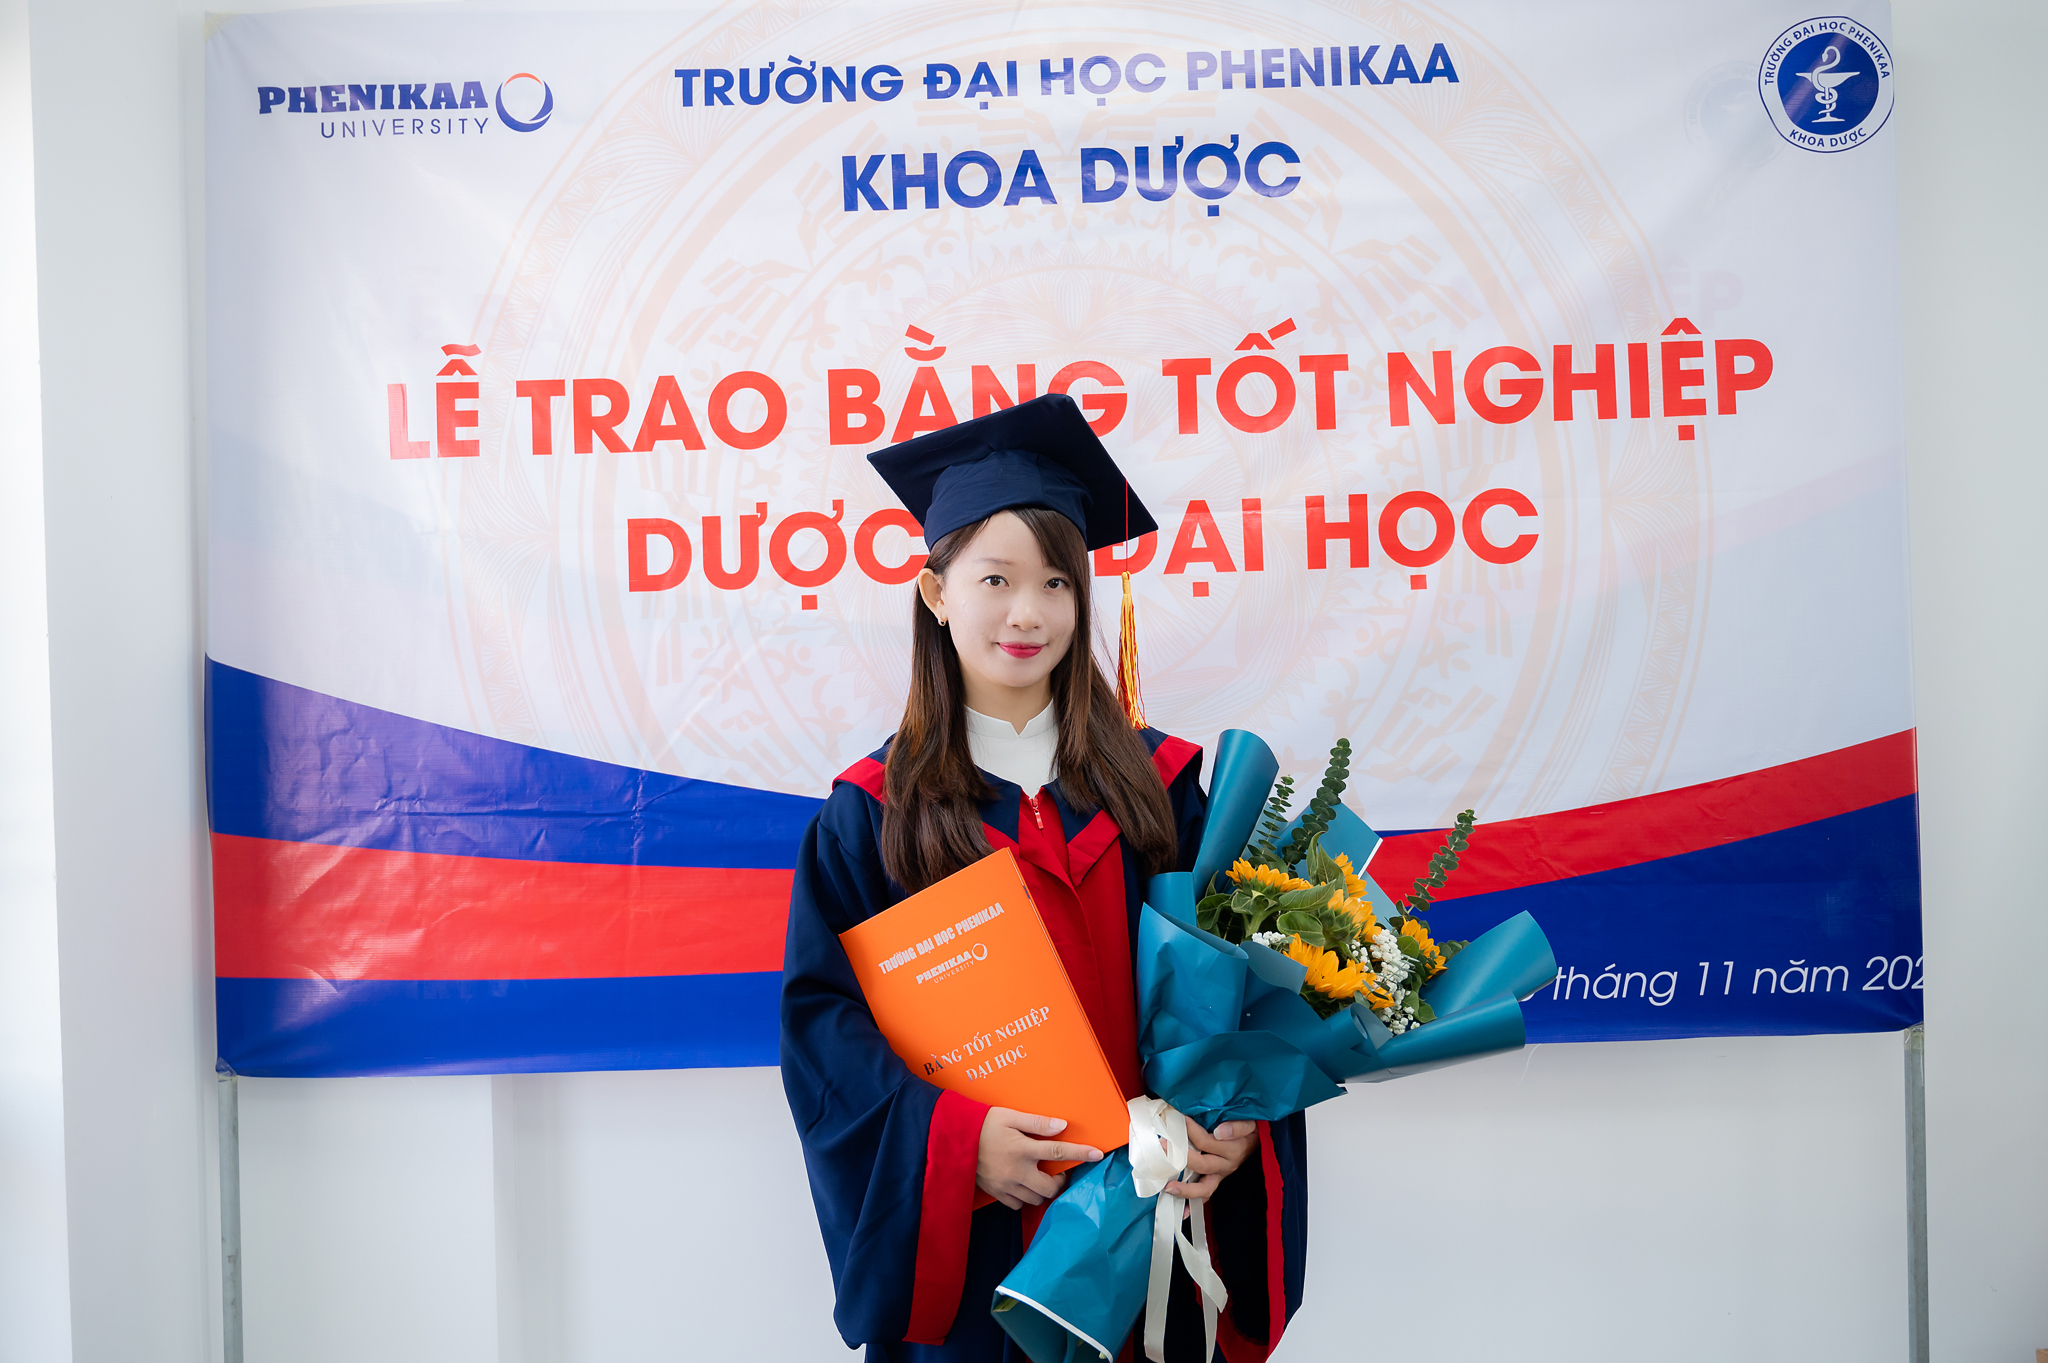 PHENIKAA
UNIVERSITY
TRƯỜNG ĐẠI HỌC PHENIKAA
KHOA DƯỢC
TRƯỜNG ĐẠI HỌC PHENIKAA
KHOA DƯỢC
LỄ TRAO BẰNG TỐT NGHIỆP
DƯỢC ĐẠI HỌC
tháng 11 năm
TRƯỜNG ĐẠI HỌC PHENIKAA
PHENIKAA
UNIVERSITY
BẰNG TỐT NGHIỆP
ĐẠI HỌC